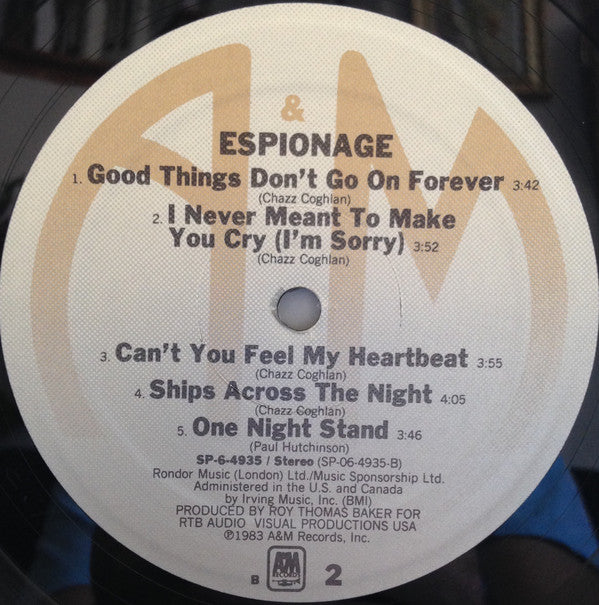 &
ESPIONAGE
1. Good Things Don't Go On Forever 3:42
(Chazz Coghlan)
2. I Never Meant To Make
You Cry (I'm Sorry) 3:52
(Chazz Coghlan)
3. Can't You Feel My Heartbeat 3:55
(Chazz Coghlan)
4. Ships Across The Night 4:05
(Chazz Coghlan)
5. One Night Stand 3:46
(Paul Hutchinson)
SP-6-4935 / Stereo (SP-06-4935-B)
Rondor Music (London) Ltd./Music Sponsorship Ltd.
Administered in the U.S. and Canada
by Irving Music, Inc. (BMI)
PRODUCED BY ROY THOMAS BAKER FOR
RTB AUDIO VISUAL PRODUCTIONS USA
℗1983 A&M Records, Inc.
B
A&M
RECORDS
2